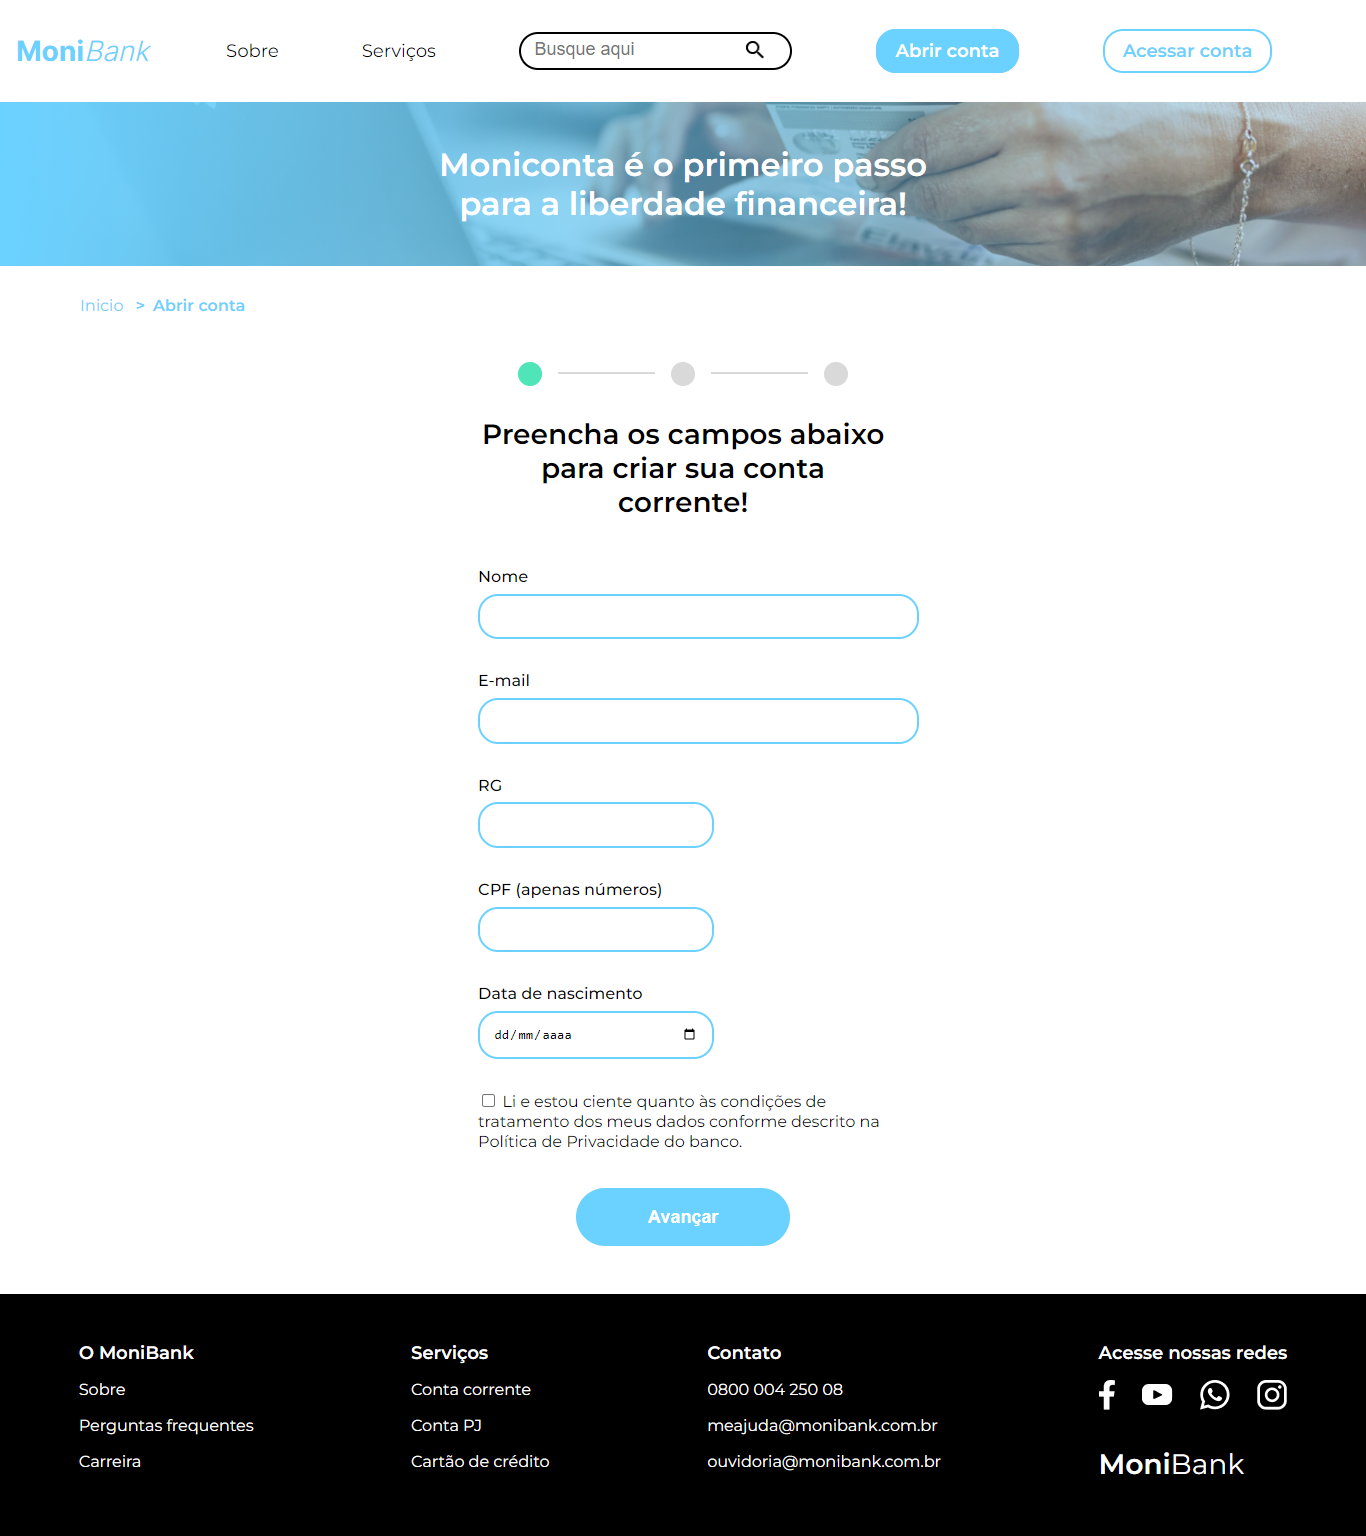 MoniBank
Sobre
Serviços
Busque aqui
Abrir conta
Acessar conta
Moniconta é o primeiro passo
para a liberdade financeira!
Inicio > Abrir conta
Preencha os campos abaixo
para criar sua conta
corrente!
Nome
E-mail
RG
CPF (apenas números)
Data de nascimento
dd/mm/aaaa
Li e estou ciente quanto às condições de
tratamento dos meus dados conforme descrito na
Política de Privacidade do banco.
Avançar
O MoniBank
Sobre
Perguntas frequentes
Carreira
Serviços
Conta corrente
Conta PJ
Cartão de crédito
Contato
0800 004 250 08
meajuda@monibank.com.br
ouvidoria@monibank.com.br
Acesse nossas redes
MoniBank